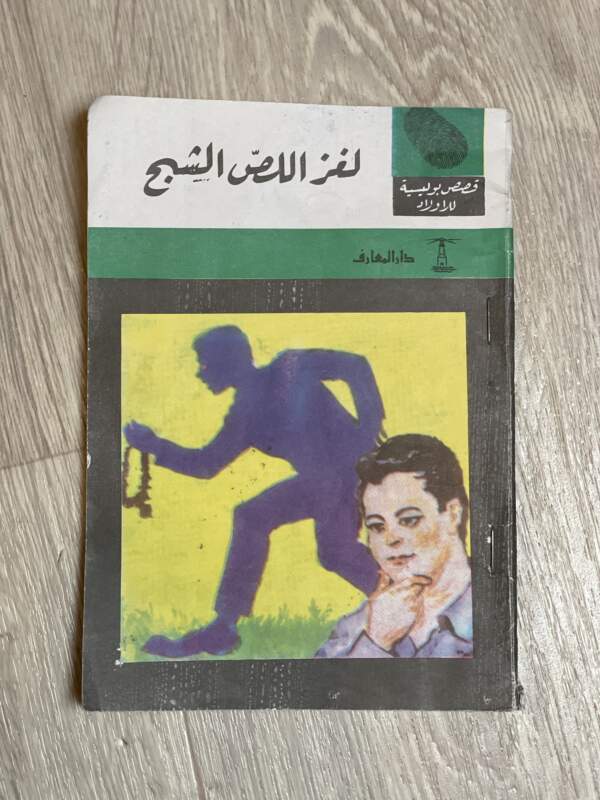 لغز اللص الشبح
قصص بوليسية
للأولاد
دار المعارف